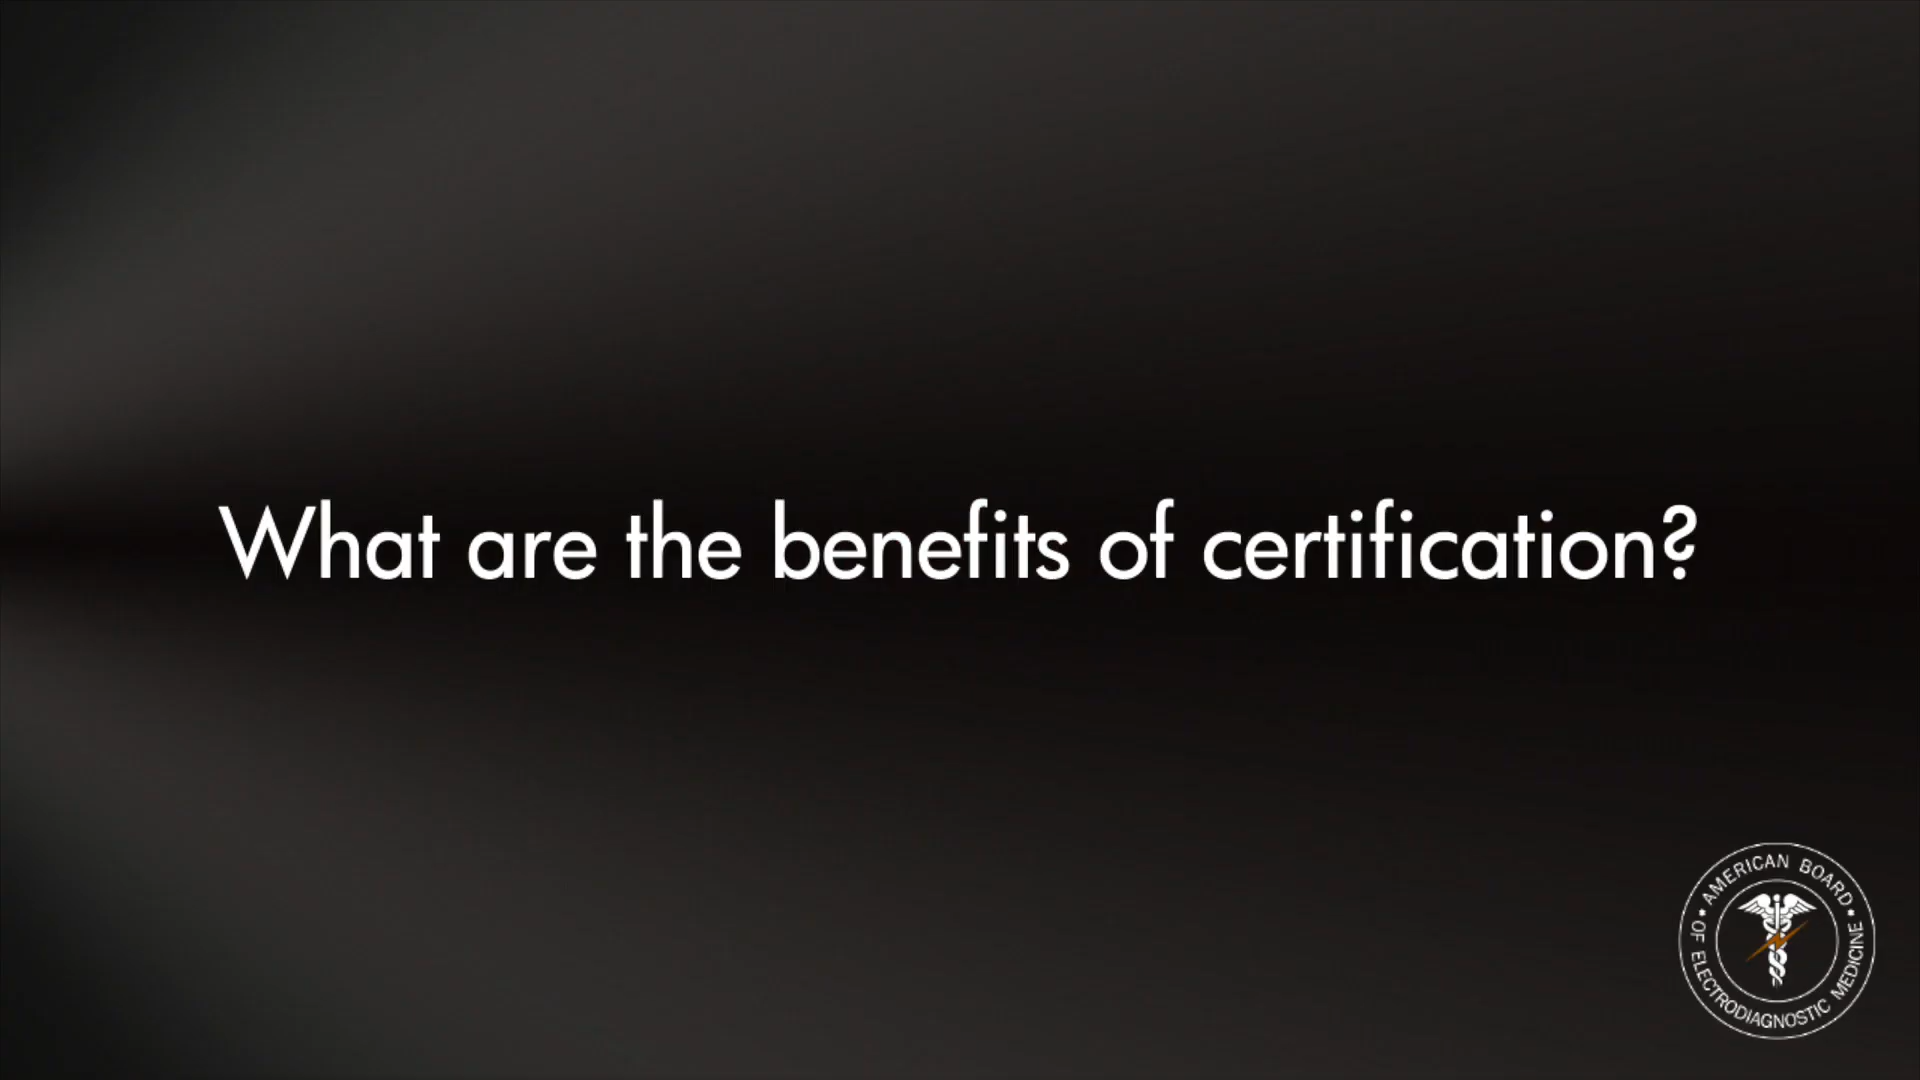 What are the benefits of certification?
AMERICAN BOARD
OF ELECTRODIAGNOSTIC MEDICINE